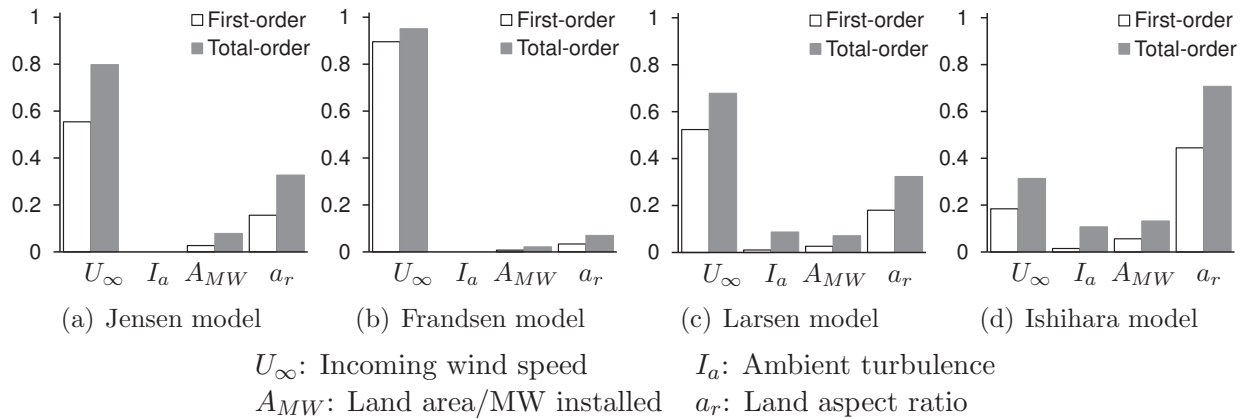 1
0.8
0.6
0.4
0.2
0
First-order
Total-order
U∞ Ia AMW ar
(a) Jensen model
1
0.8
0.6
0.4
0.2
0
First-order
Total-order
U∞ Ia AMW ar
(b) Frandsen model
1
0.8
0.6
0.4
0.2
0
First-order
Total-order
U∞ Ia AMW ar
(c) Larsen model
1
0.8
0.6
0.4
0.2
0
First-order
Total-order
U∞ Ia AMW ar
(d) Ishihara model
U∞: Incoming wind speed Ia: Ambient turbulence
AMW: Land area/MW installed ar: Land aspect ratio